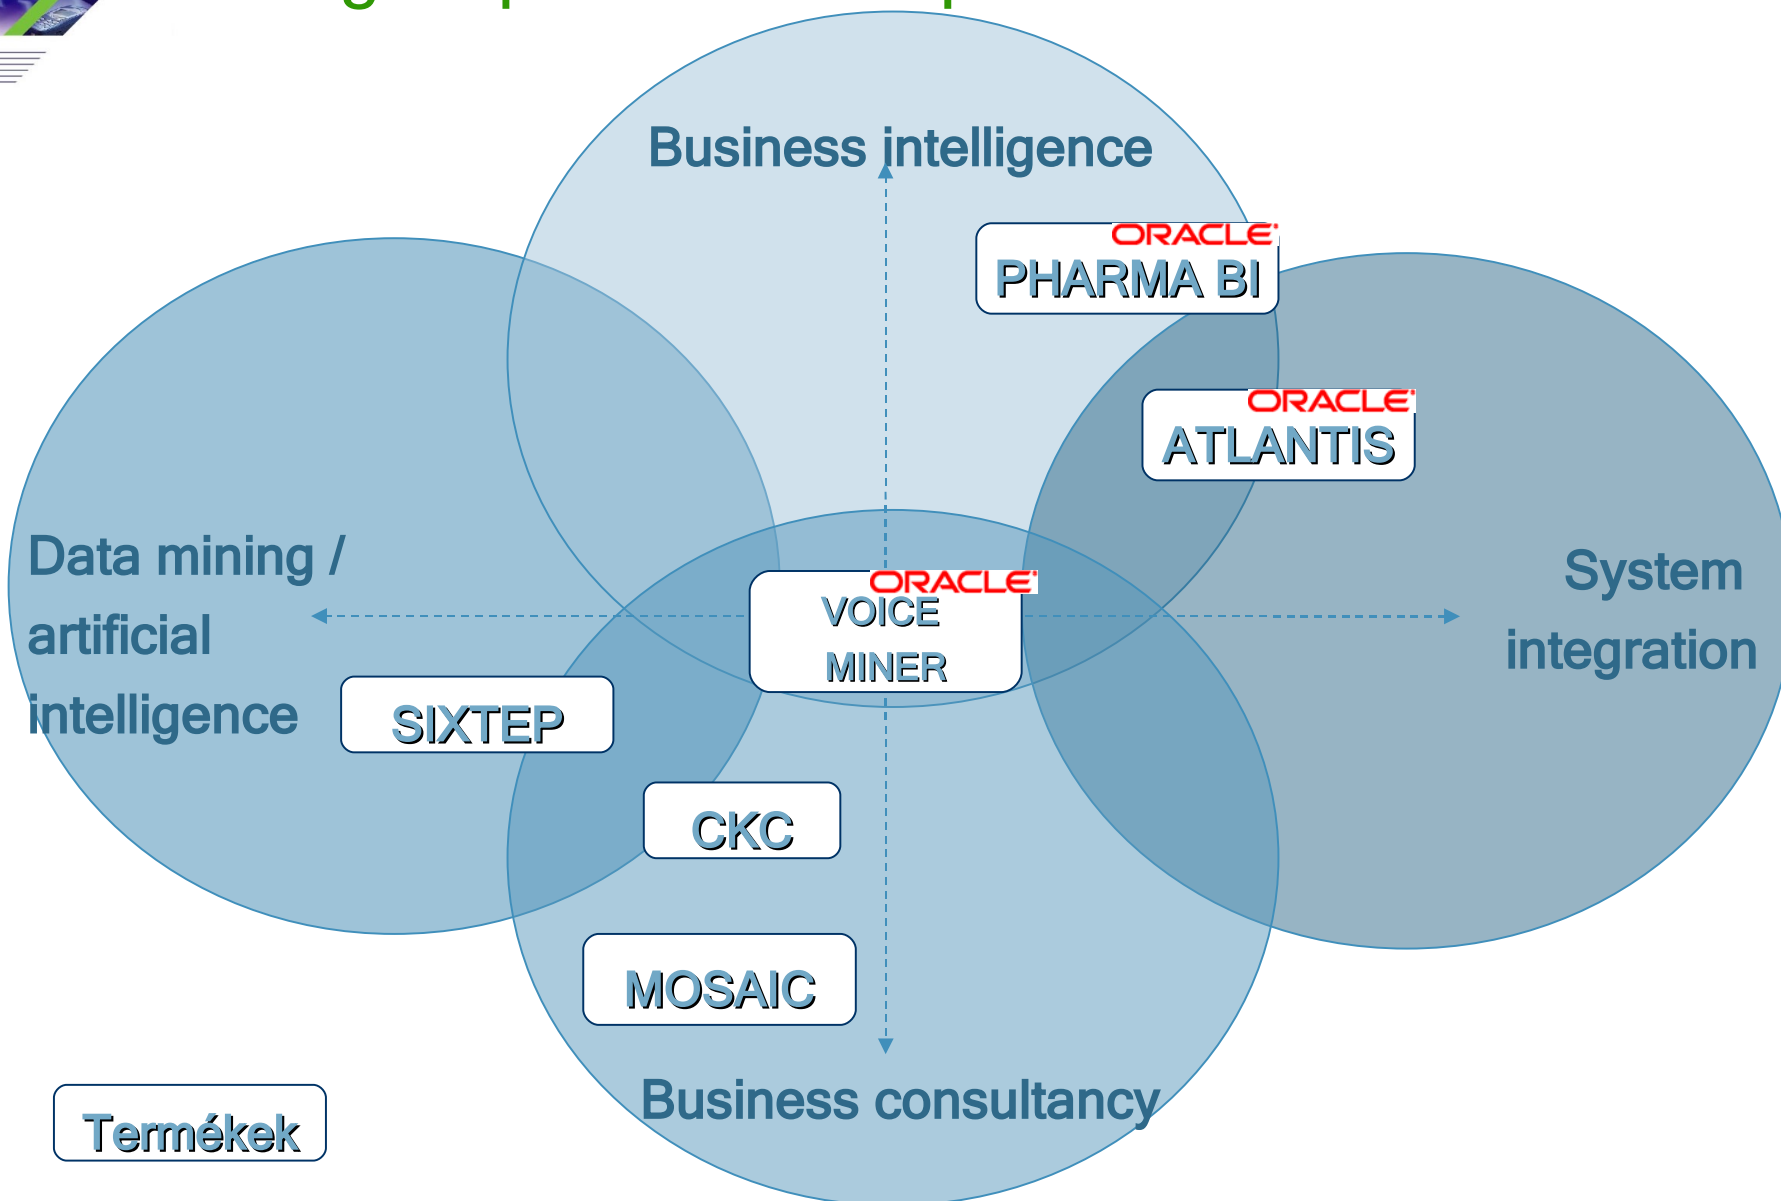 Business intelligence
ORACLE
PHARMA BI
ORACLE
ATLANTIS
Data mining /
artificial
intelligence
System
integration
ORACLE
VOICE
MINER
SIXTEP
CKC
MOSAIC
Business consultancy
Termékek